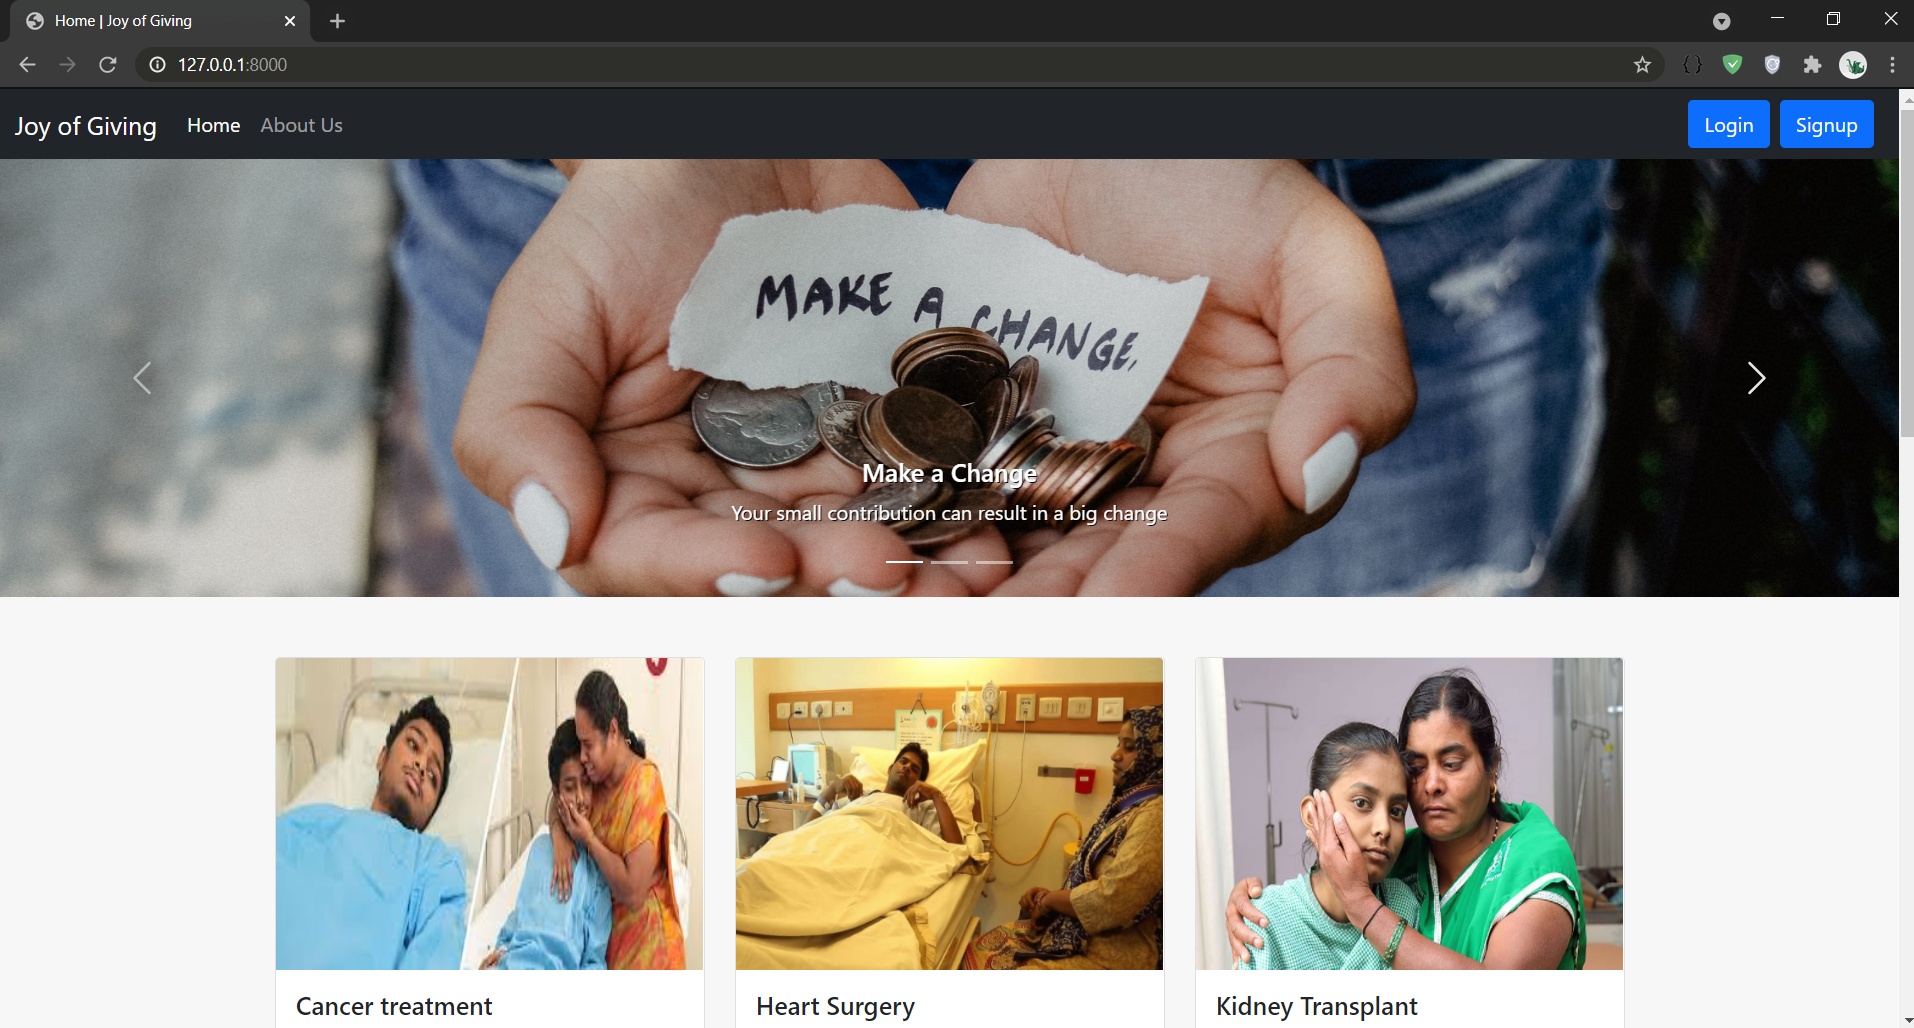 Home | Joy of Giving
127.0.0.1:8000
Joy of Giving Home About Us Login Signup
MAKE A CHANGE.
Make a Change
Your small contribution can result in a big change
Cancer treatment
Heart Surgery
Kidney Transplant